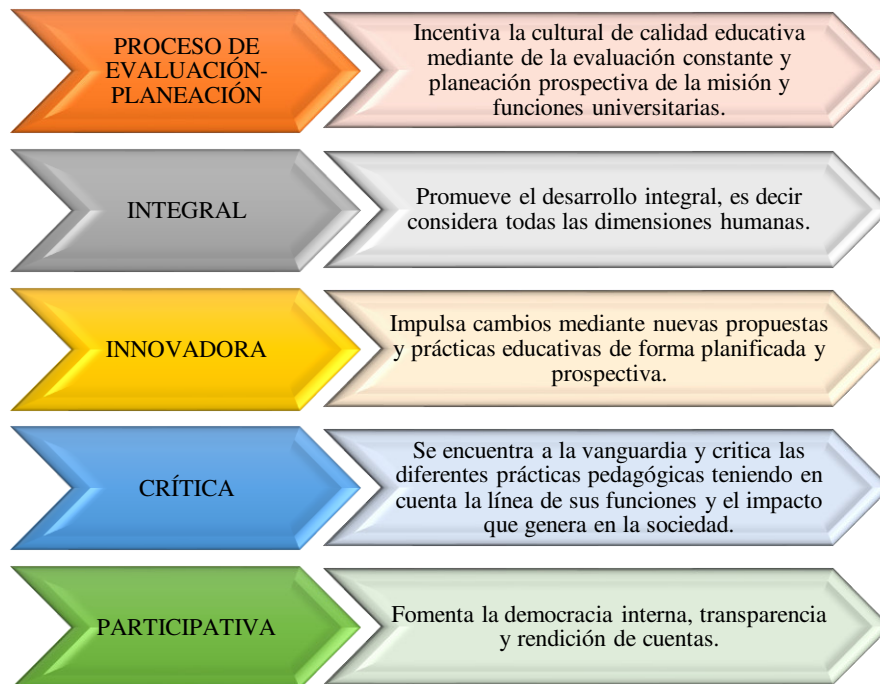 PROCESO DE
EVALUACIÓN-
PLANEACIÓN
Incentiva la cultural de calidad educativa
mediante de la evaluación constante y
planeación prospectiva de la misión y
funciones universitarias.
INTEGRAL
Promueve el desarrollo integral, es decir
considera todas las dimensiones humanas.
INNOVADORA
Impulsa cambios mediante nuevas propuestas
y prácticas educativas de forma planificada y
prospectiva.
CRÍTICA
Se encuentra a la vanguardia y critica las
diferentes prácticas pedagógicas teniendo en
cuenta la línea de sus funciones y el impacto
que genera en la sociedad.
PARTICIPATIVA
Fomenta la democracia interna, transparencia
y rendición de cuentas.